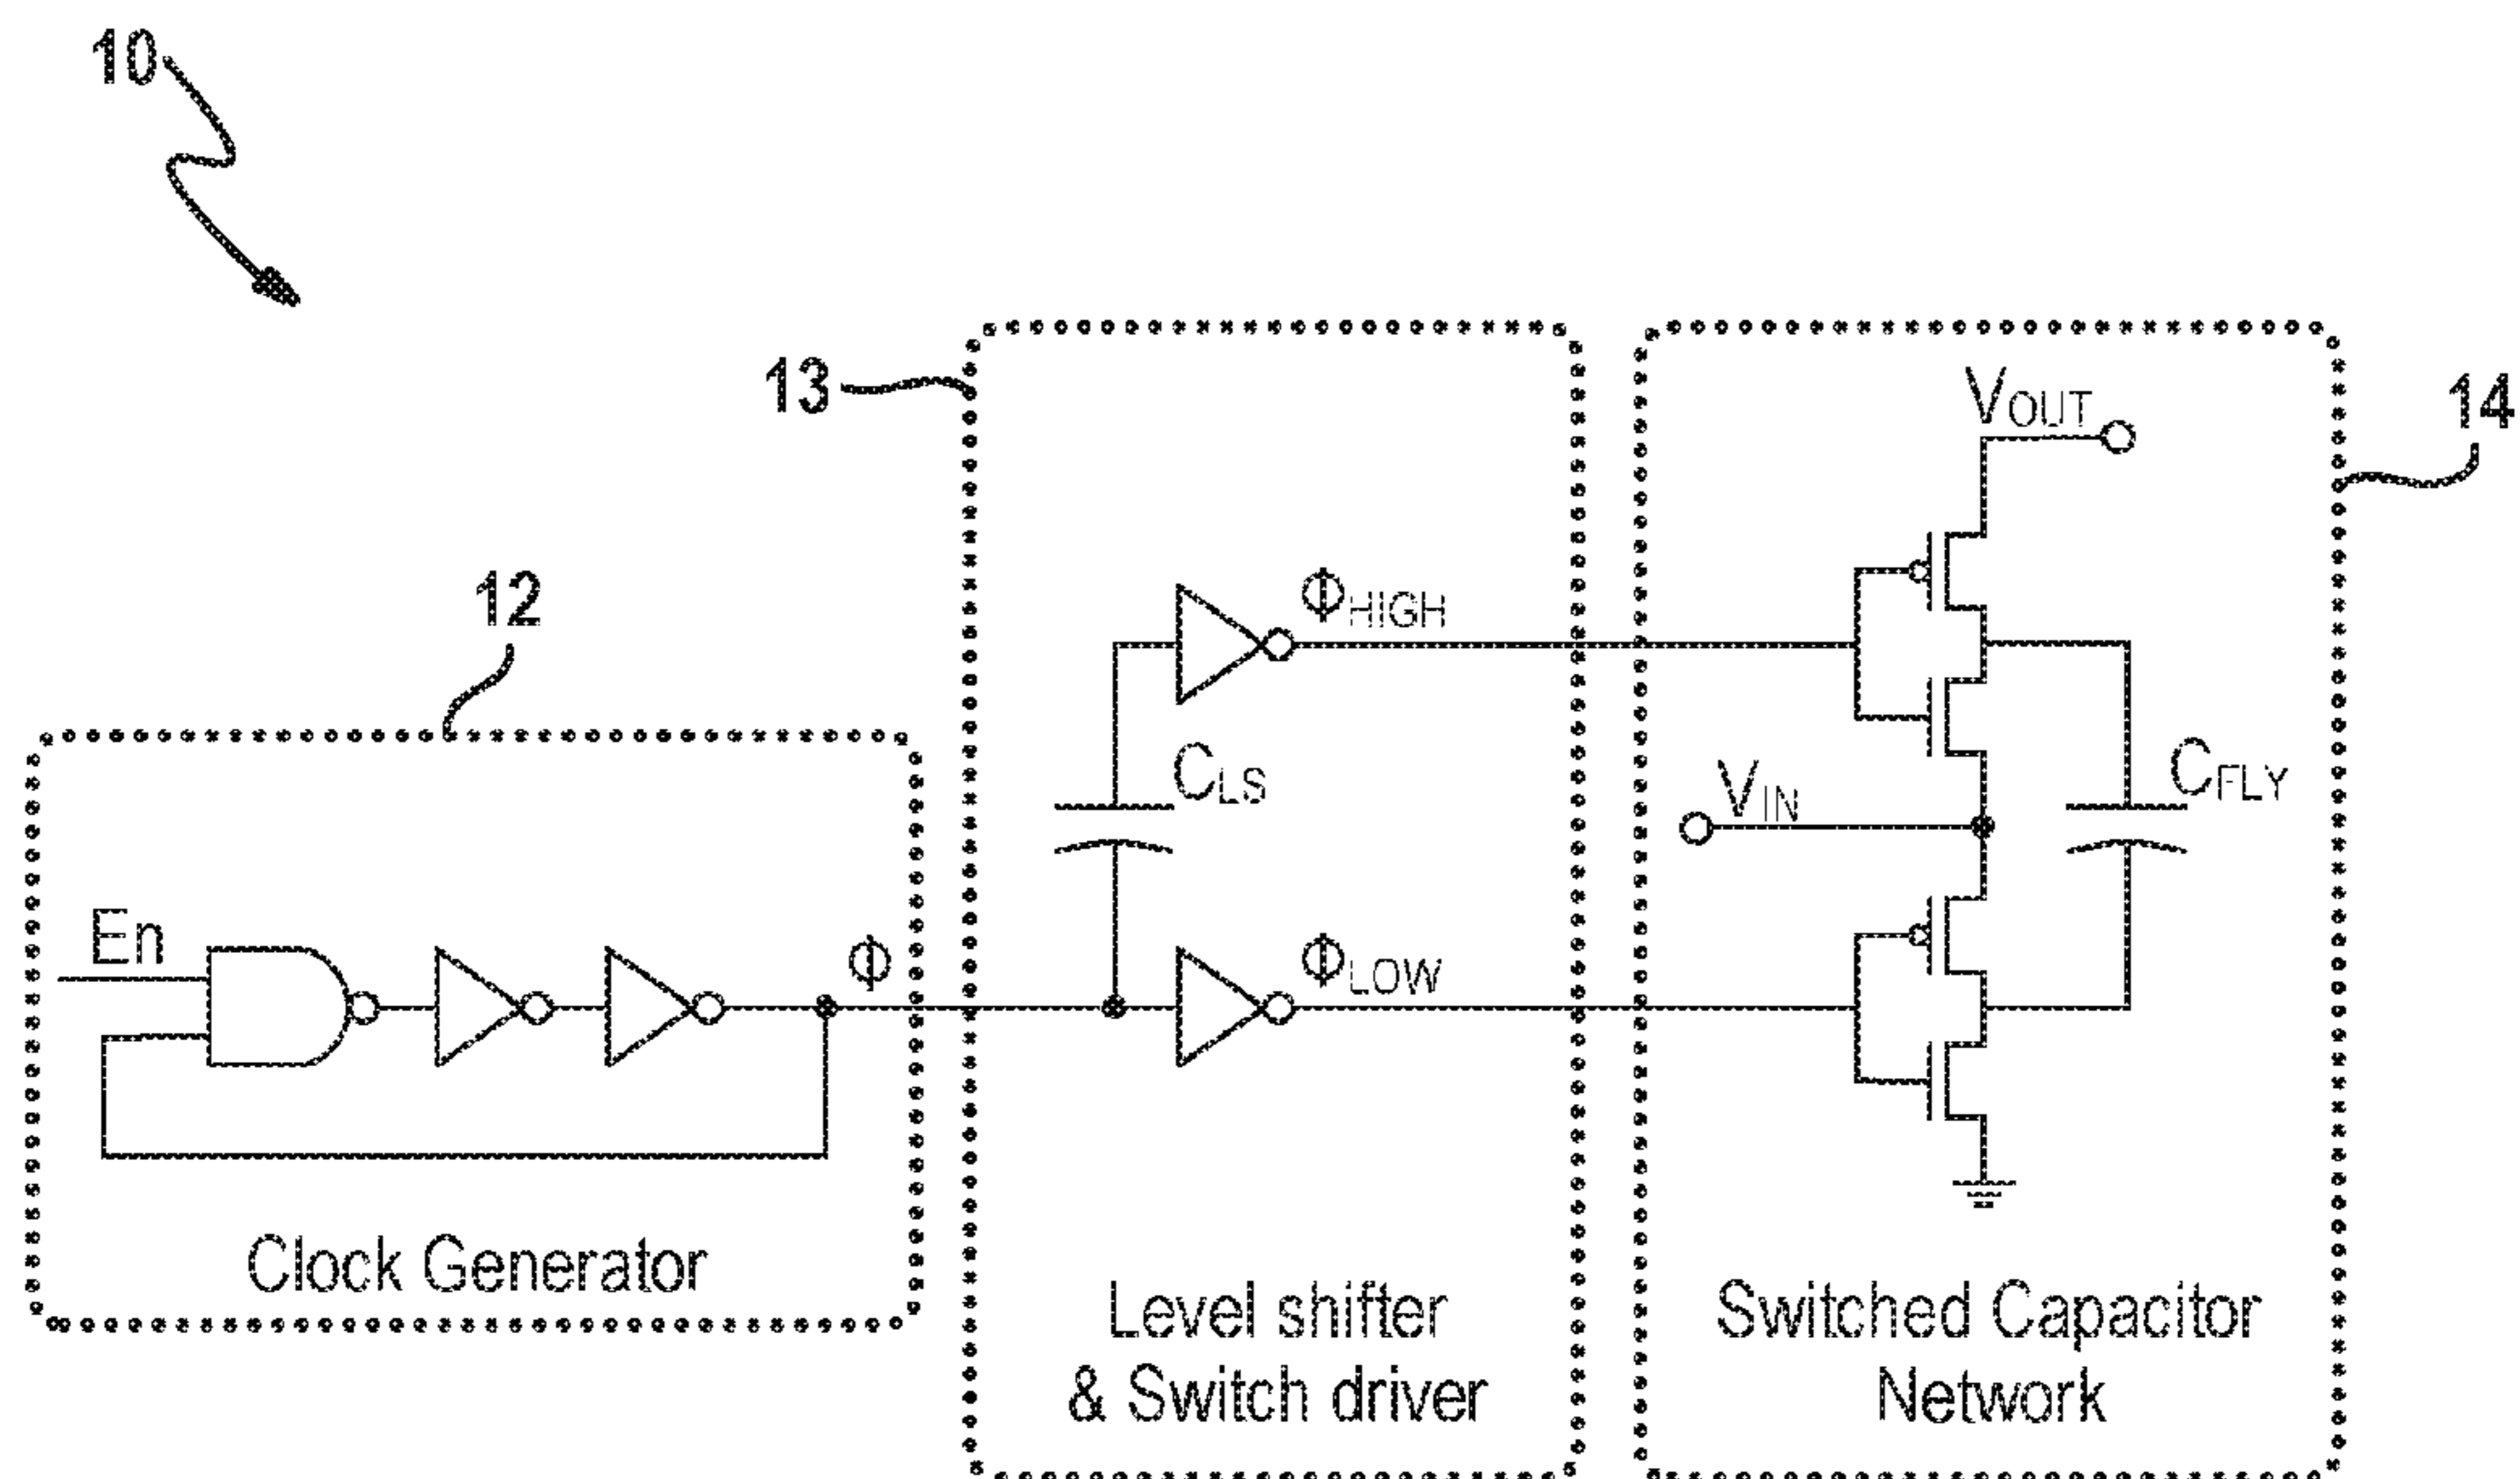 10
13
14
12
VOUT
ΦHIGH
CLS
VIN
CFLY
En
Φ
ΦLOW
Clock Generator
Level shifter
& Switch driver
Switched Capacitor
Network